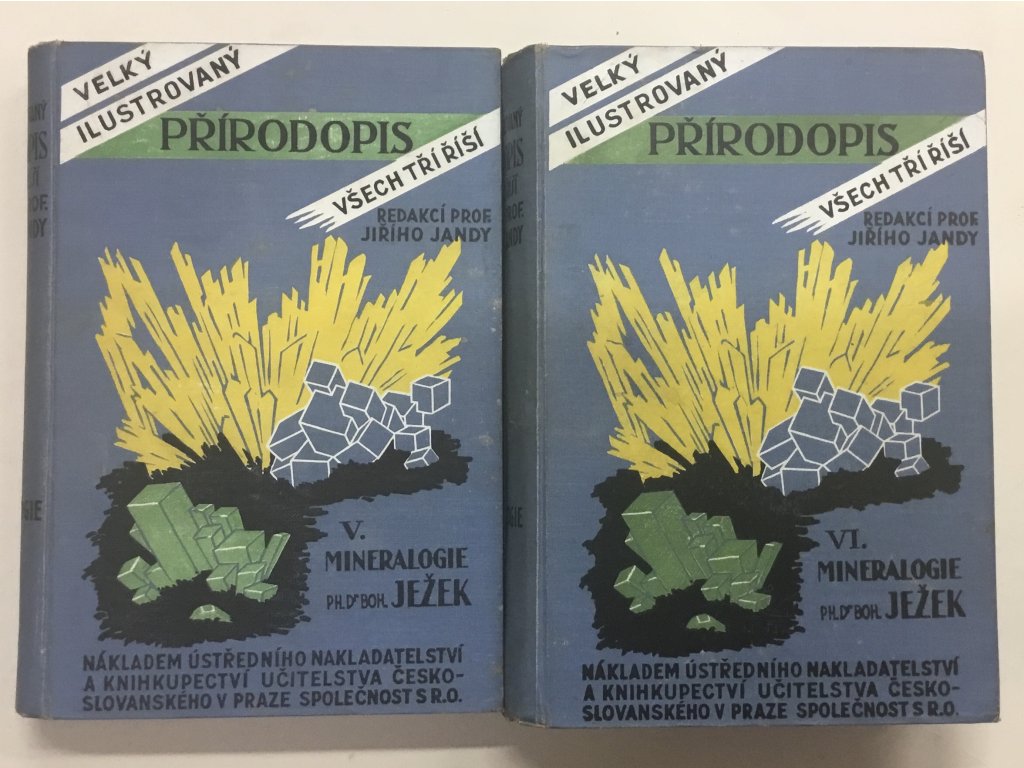 VELKÝ
ILUSTROVANÝ
PŘÍRODOPIS
VŠECH TŘÍ ŘÍŠÍ
REDAKCÍ PROF.
JIŘÍHO JANDY
V.
MINERALOGIE
PH. Dr BOH. JEŽEK
NÁKLADEM ÚSTŘEDNÍHO NAKLADATELSTVÍ
A KNIHKUPECTVÍ UČITELSTVA ČESKO-
SLOVANSKÉHO V PRAZE SPOLEČNOST S R.O.
VELKÝ
ILUSTROVANÝ
PŘÍRODOPIS
VŠECH TŘÍ ŘÍŠÍ
REDAKCÍ PROF.
JIŘÍHO JANDY
VI.
MINERALOGIE
PH. Dr BOH. JEŽEK
NÁKLADEM ÚSTŘEDNÍHO NAKLADATELSTVÍ
A KNIHKUPECTVÍ UČITELSTVA ČESKO-
SLOVANSKÉHO V PRAZE SPOLEČNOST S R.O.